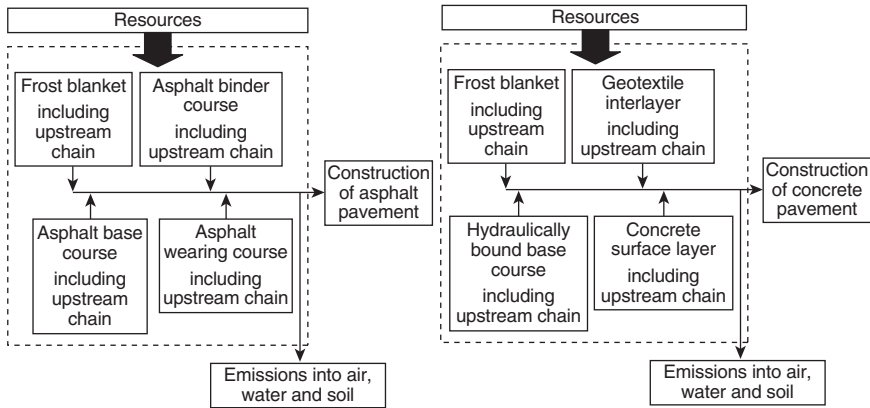 Resources
Frost blanket
including
upstream
chain
Asphalt binder
course
including
upstream chain
Construction
of asphalt
pavement
Asphalt base
course
including
upstream
chain
Asphalt
wearing course
including
upstream chain
Emissions into air,
water and soil
Resources
Frost blanket
including
upstream
chain
Geotextile
interlayer
including
upstream chain
Construction
of concrete
pavement
Hydraulically
bound base
course
including
upstream chain
Concrete
surface layer
including
upstream chain
Emissions into air,
water and soil